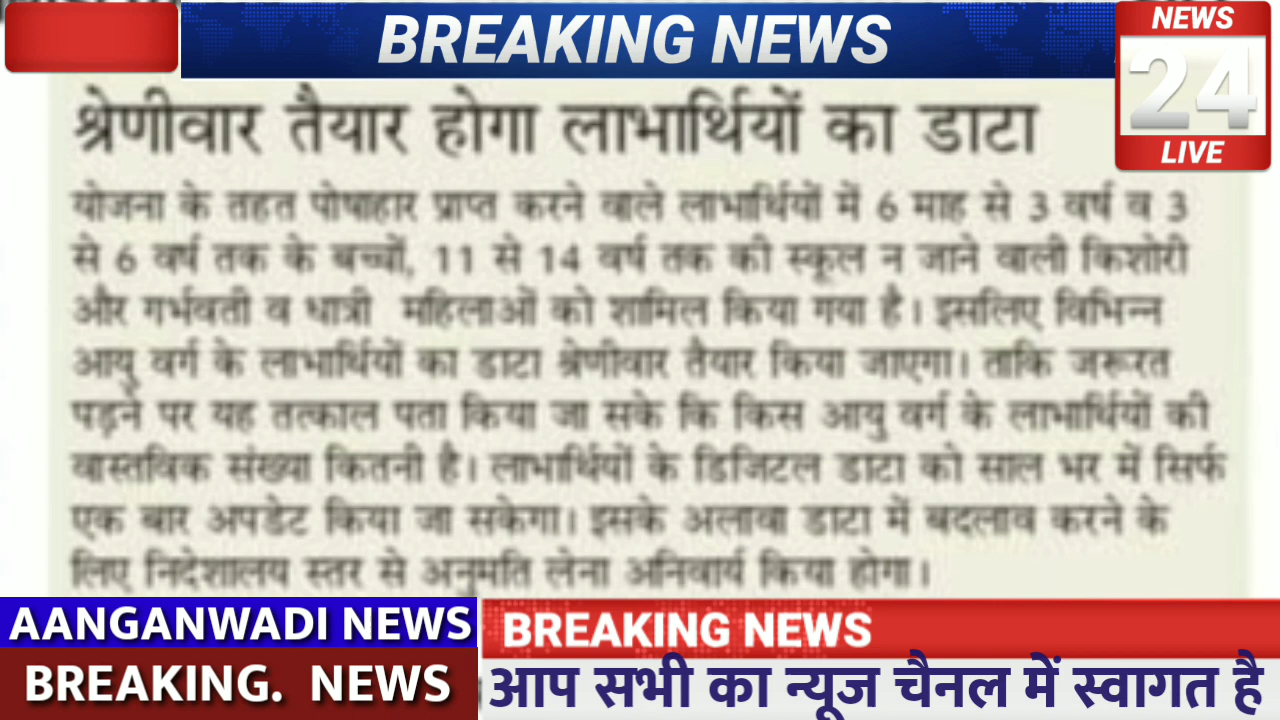 BREAKING NEWS
NEWS
24
LIVE
श्रेणीवार तैयार होगा लाभार्थियों का डाटा
योजना के तहत पोषाहार प्राप्त करने वाले लाभार्थियों में 6 माह से 3 वर्ष व 3
से 6 वर्ष तक के बच्चों, 11 से 14 वर्ष तक की स्कूल न जाने वाली किशोरी
और गर्भवती व धात्री महिलाओं को शामिल किया गया है। इसलिए विभिन्न
आयु वर्ग के लाभार्थियों का डाटा श्रेणीवार तैयार किया जाएगा। ताकि जरूरत
पड़ने पर यह तत्काल पता किया जा सके कि किस आयु वर्ग के लाभार्थियों की
वास्तविक संख्या कितनी है। लाभार्थियों के डिजिटल डाटा को साल भर में सिर्फ
एक बार अपडेट किया जा सकेगा। इसके अलावा डाटा में बदलाव करने के
लिए निदेशालय स्तर से अनुमति लेना अनिवार्य किया होगा।
AANGANWADI NEWS
BREAKING NEWS
BREAKING. NEWS
आप सभी का न्यूज चैनल में स्वागत है